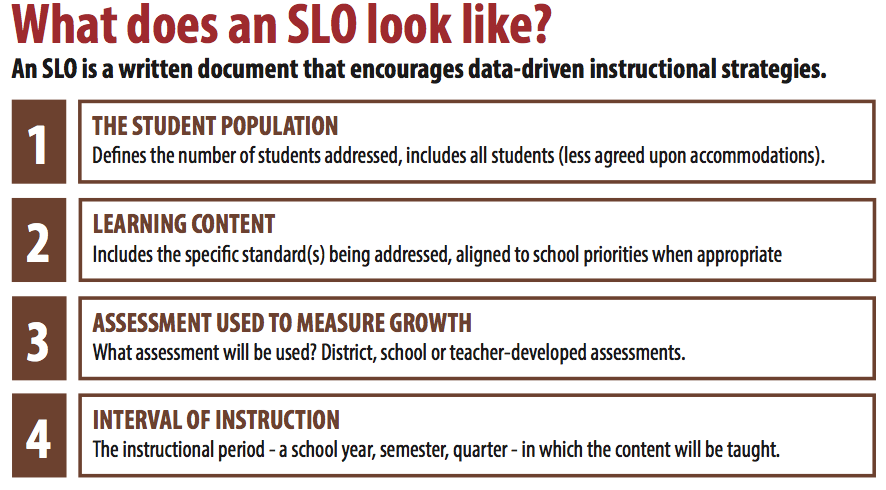 What does an SLO look like?
An SLO is a written document that encourages data-driven instructional strategies.
1
THE STUDENT POPULATION
Defines the number of students addressed, includes all students (less agreed upon accommodations).
2
LEARNING CONTENT
Includes the specific standard(s) being addressed, aligned to school priorities when appropriate
3
ASSESSMENT USED TO MEASURE GROWTH
What assessment will be used? District, school or teacher-developed assessments.
4
INTERVAL OF INSTRUCTION
The instructional period - a school year, semester, quarter - in which the content will be taught.